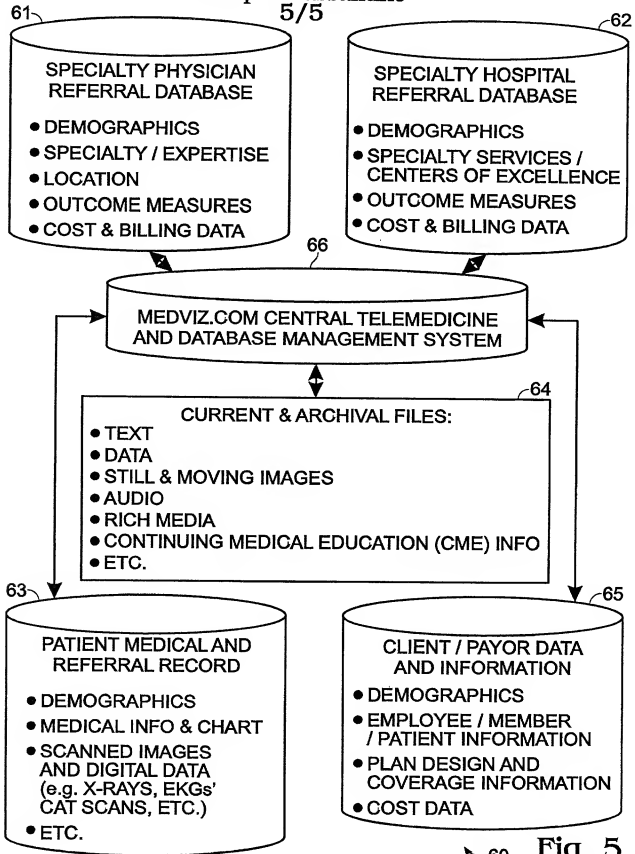 5/5
61
SPECIALTY PHYSICIAN
REFERRAL DATABASE
• DEMOGRAPHICS
• SPECIALTY / EXPERTISE
• LOCATION
• OUTCOME MEASURES
• COST & BILLING DATA
62
SPECIALTY HOSPITAL
REFERRAL DATABASE
• DEMOGRAPHICS
• SPECIALTY SERVICES /
CENTERS OF EXCELLENCE
• OUTCOME MEASURES
• COST & BILLING DATA
66
MEDVIZ.COM CENTRAL TELEMEDICINE
AND DATABASE MANAGEMENT SYSTEM
64
CURRENT & ARCHIVAL FILES:
• TEXT
• DATA
• STILL & MOVING IMAGES
• AUDIO
• RICH MEDIA
• CONTINUING MEDICAL EDUCATION (CME) INFO
• ETC.
63
PATIENT MEDICAL AND
REFERRAL RECORD
• DEMOGRAPHICS
• MEDICAL INFO & CHART
• SCANNED IMAGES
AND DIGITAL DATA
(e.g. X-RAYS, EKGs'
CAT SCANS, ETC.)
• ETC.
65
CLIENT / PAYOR DATA
AND INFORMATION
• DEMOGRAPHICS
• EMPLOYEE / MEMBER
/ PATIENT INFORMATION
• PLAN DESIGN AND
COVERAGE INFORMATION
• COST DATA
60
Fig. 5